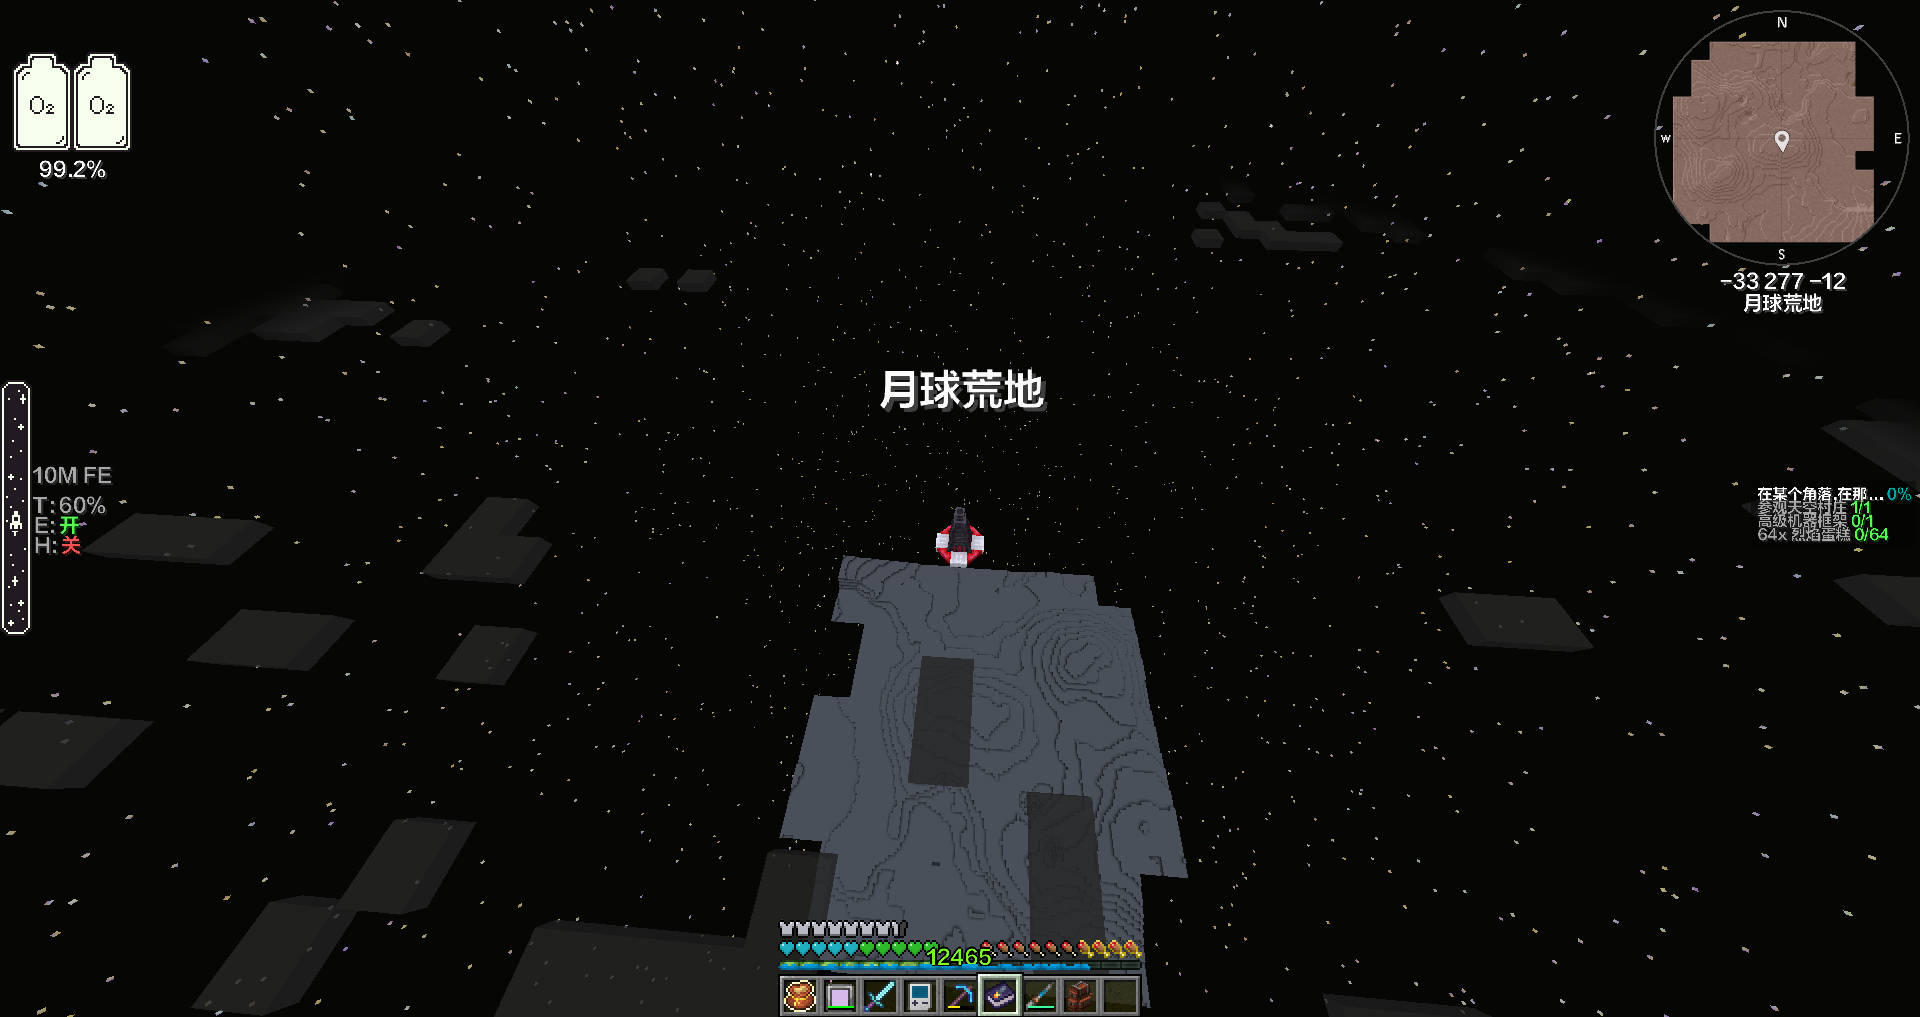 O₂ O₂
99.2%
N
W
E
S
-33 277 -12
月球荒地
月球荒地
10M FE
T: 60%
E: 开
H: 关
在某个角落,在那... 0%
参观天空村庄 1/1
高级机器框架 0/1
64x 烈焰蛋糕 0/64
12465